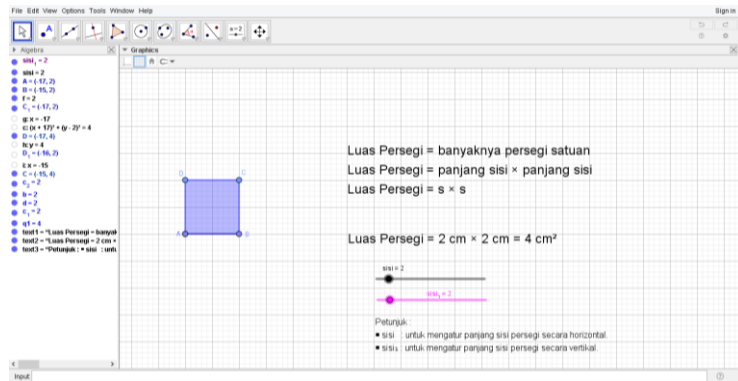 File Edit View Options Tools Window Help
Sign in
Algebra
Graphics
sisi₁ = 2
sisi = 2
A = (-17, 2)
B = (-15, 2)
f = 2
C₁ = (-17, 2)
g: x = -17
c: (x + 17)² + (y - 2)² = 4
D = (-17, 4)
h: y = 4
D₁ = (-16, 2)
i: x = -15
C = (-15, 4)
c₂ = 2
b = 2
d = 2
c₁ = 2
q1 = 4
text1 = "Luas Persegi = banyak
text2 = "Luas Persegi = 2 cm ×
text3 = "Petunjuk : • sisi : untu
a=2
D
C
A
B
Luas Persegi = banyaknya persegi satuan
Luas Persegi = panjang sisi × panjang sisi
Luas Persegi = s × s
Luas Persegi = 2 cm × 2 cm = 4 cm²
sisi = 2
sisi₁ = 2
Petunjuk :
• sisi : untuk mengatur panjang sisi persegi secara horizontal.
• sisi₁ : untuk mengatur panjang sisi persegi secara vertikal.
Input: